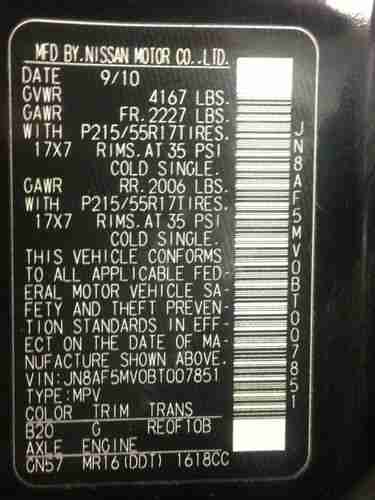 MFD BY.NISSAN MOTOR CO.,LTD.
DATE 9/10
GVWR 4167 LBS.
GAWR FR. 2227 LBS.
WITH P215/55R17TIRES.
17X7 RIMS. AT 35 PSI
COLD SINGLE.
GAWR RR. 2006 LBS.
WITH P215/55R17TIRES.
17X7 RIMS. AT 35 PSI
COLD SINGLE.
THIS VEHICLE CONFORMS
TO ALL APPLICABLE FED-
ERAL MOTOR VEHICLE SA-
FETY AND THEFT PREVEN-
TION STANDARDS IN EFF-
ECT ON THE DATE OF MA-
NUFACTURE SHOWN ABOVE.
VIN:JN8AF5MV0BT007851
TYPE:MPV
COLOR TRIM TRANS
B20 G RE0F10B
AXLE ENGINE
GN57 MR16(DDT) 1618CC
JN8AF5MV0BT007851